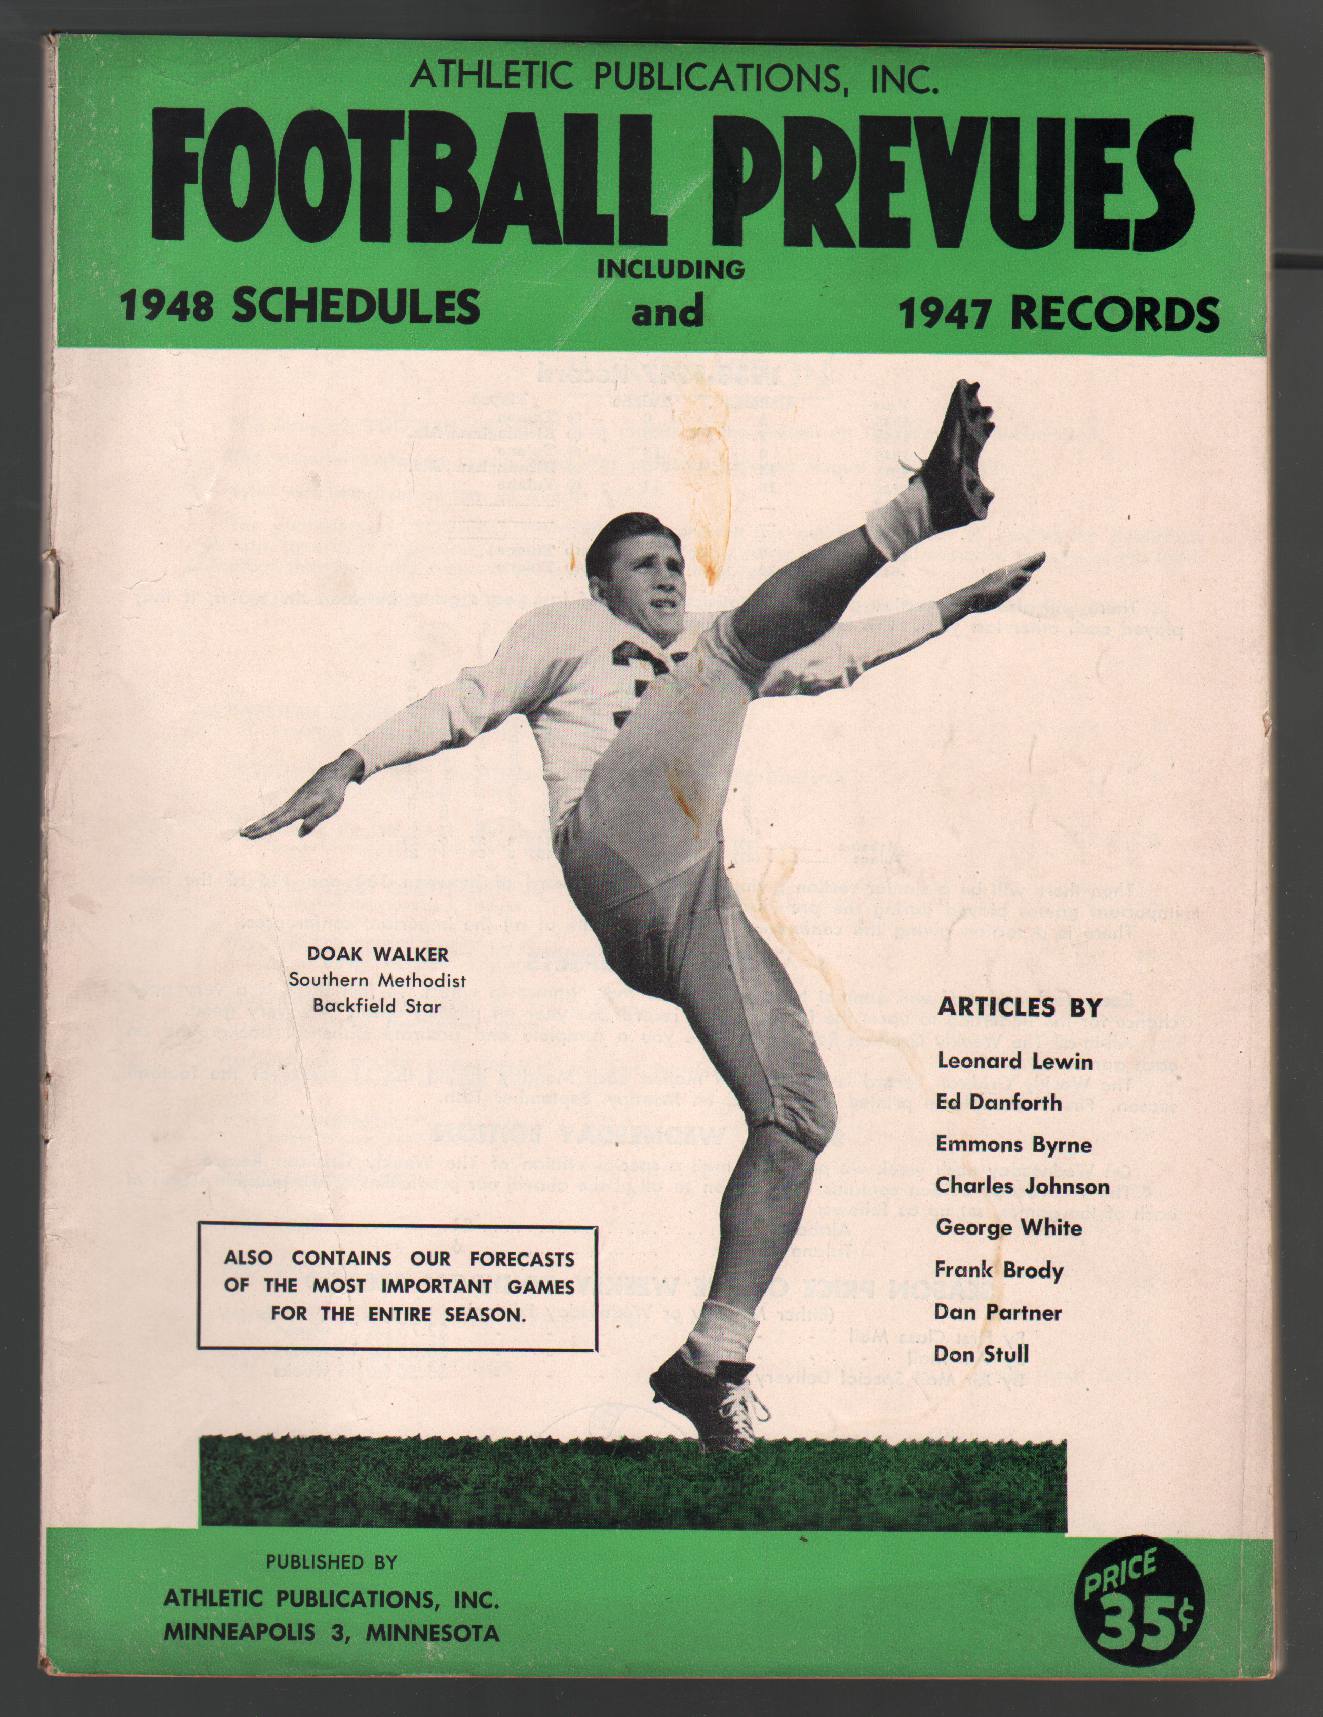 ATHLETIC PUBLICATIONS, INC.
FOOTBALL PREVUES
INCLUDING
1948 SCHEDULES and 1947 RECORDS
DOAK WALKER
Southern Methodist
Backfield Star
ARTICLES BY
Leonard Lewin
Ed Danforth
Emmons Byrne
Charles Johnson
George White
Frank Brody
Dan Partner
Don Stull
ALSO CONTAINS OUR FORECASTS
OF THE MOST IMPORTANT GAMES
FOR THE ENTIRE SEASON.
PUBLISHED BY
ATHLETIC PUBLICATIONS, INC.
MINNEAPOLIS 3, MINNESOTA
PRICE
35¢